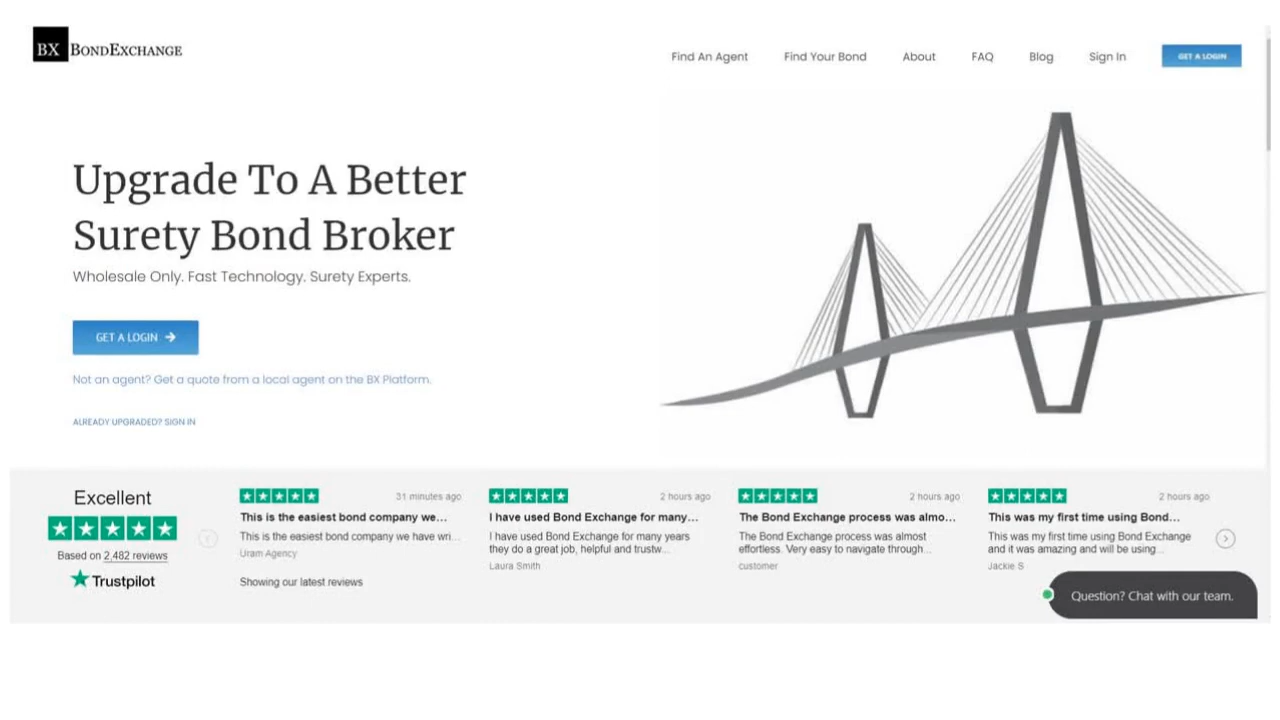 BX BONDEXCHANGE
Find An Agent Find Your Bond About FAQ Blog Sign In GET A LOGIN
Upgrade To A Better
Surety Bond Broker
Wholesale Only. Fast Technology. Surety Experts.
GET A LOGIN
Not an agent? Get a quote from a local agent on the BX Platform.
ALREADY UPGRADED? SIGN IN
Excellent
Based on 2,482 reviews
Trustpilot
31 minutes ago
This is the easiest bond company we...
This is the easiest bond company we have wri...
Uram Agency
Showing our latest reviews
2 hours ago
I have used Bond Exchange for many...
I have used Bond Exchange for many years
they do a great job, helpful and trustw...
Laura Smith
2 hours ago
The Bond Exchange process was almo...
The Bond Exchange process was almost
effortless. Very easy to navigate through...
customer
2 hours ago
This was my first time using Bond...
This was my first time using Bond Exchange
and it was amazing and will be using...
Jackie S
Question? Chat with our team.